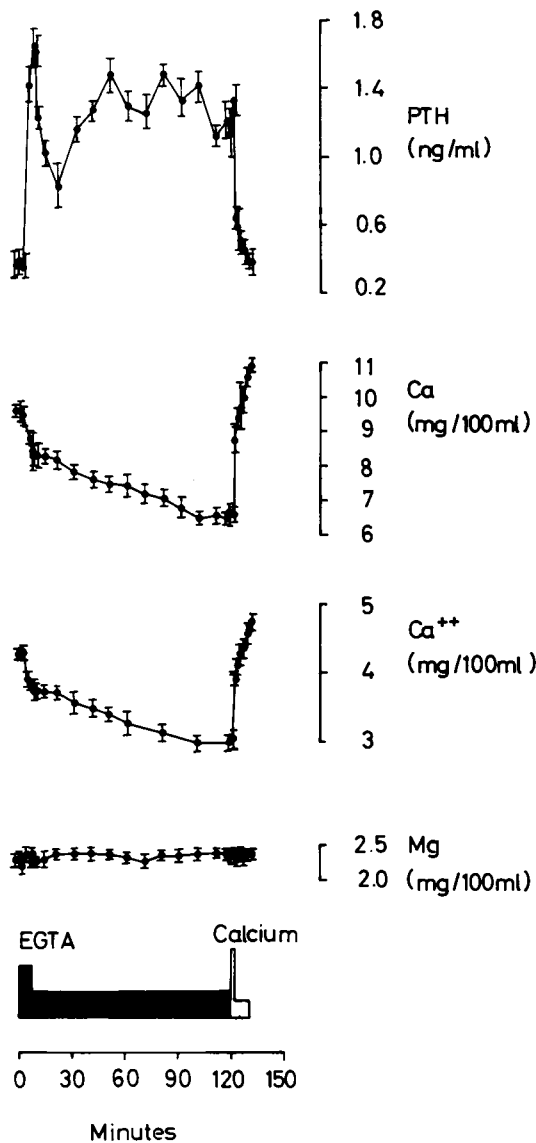 1.8
1.4 PTH
1.0 (ng/ml)
0.6
0.2
11
10 Ca
9 (mg/100ml)
8
7
6
5
Ca++
4 (mg/100ml)
3
2.5 Mg
2.0 (mg/100ml)
EGTA Calcium
0 30 60 90 120 150
Minutes